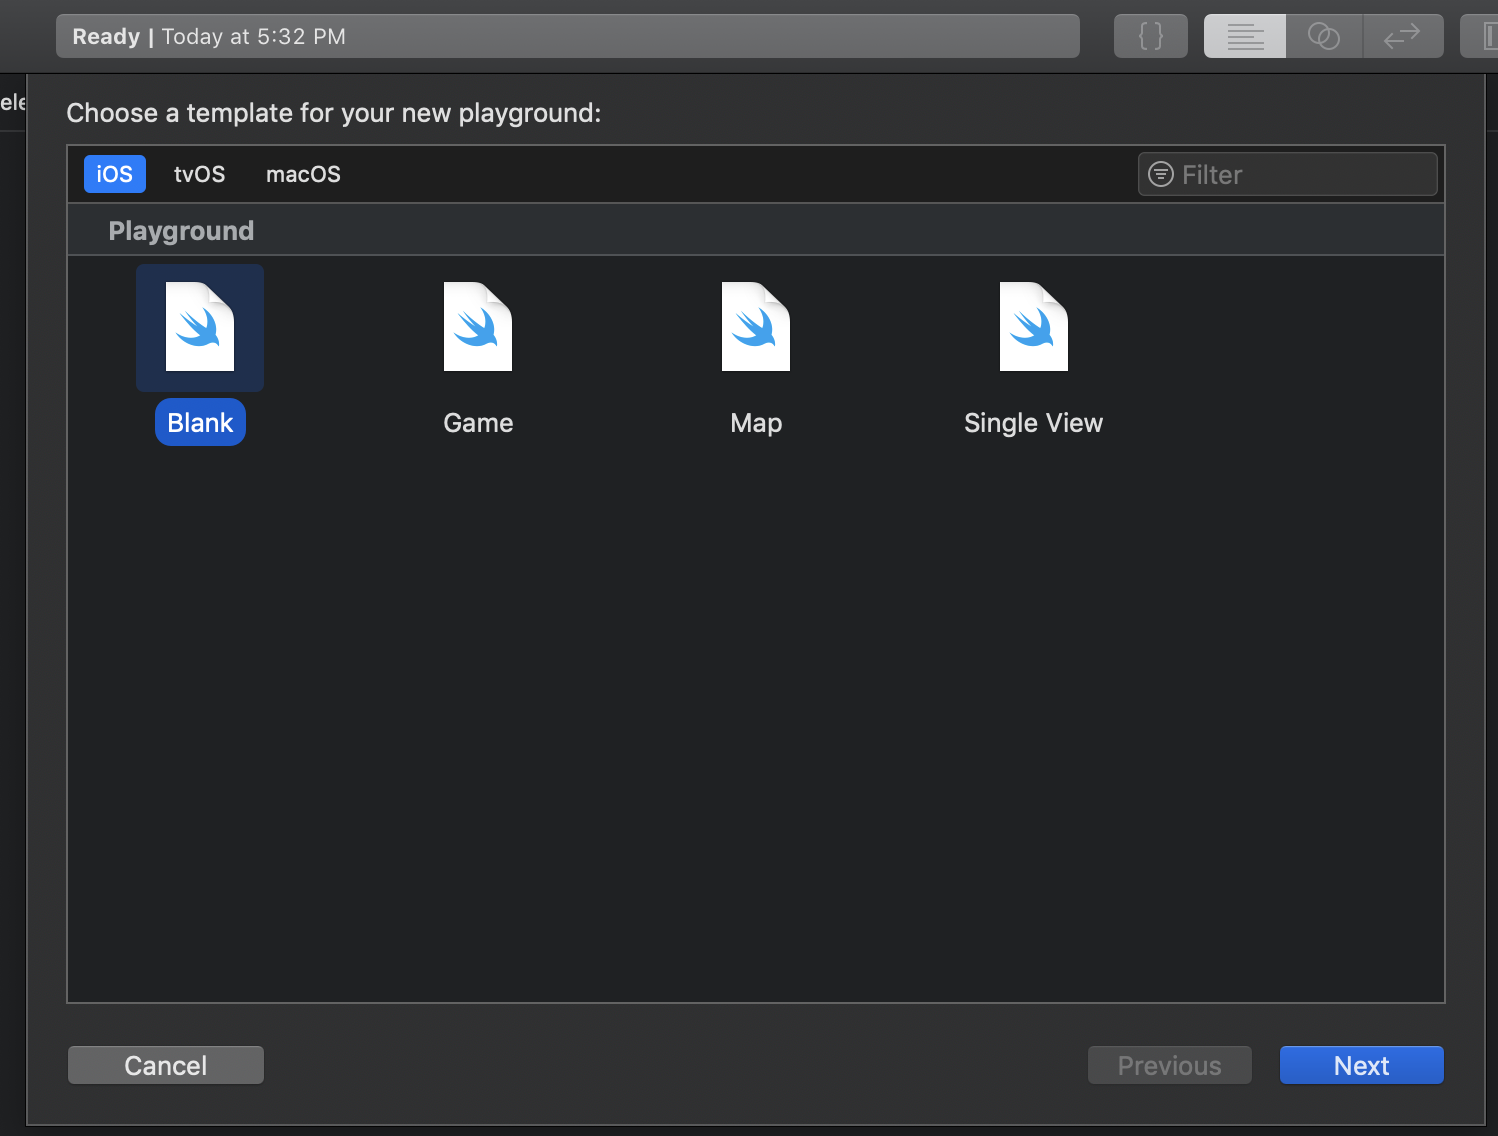 Ready | Today at 5:32 PM
ele
Choose a template for your new playground:
iOS tvOS macOS Filter
Playground
Blank Game Map Single View
Cancel Previous Next